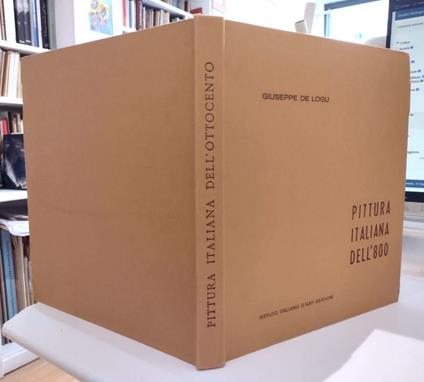 PITTURA ITALIANA DELL'OTTOCENTO
GIUSEPPE DE LOGU
PITTURA
ITALIANA
DELL'800
ISTITUTO ITALIANO D'ARTI GRAFICHE